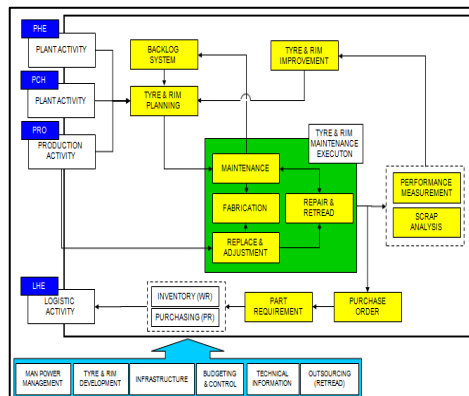 PHE
PLANT ACTIVITY
PCH
PLANT ACTIVITY
PRO
PRODUCTION
ACTIVITY
BACKLOG
SYSTEM
TYRE & RIM
PLANNING
TYRE & RIM
IMPROVEMENT
TYRE & RIM
MAINTENANCE
EXECUTON
MAINTENANCE
FABRICATION
REPAIR &
RETREAD
REPLACE &
ADJUSTMENT
PERFORMANCE
MEASUREMENT
SCRAP
ANALYSIS
LHE
LOGISTIC
ACTIVITY
INVENTORY (WR)
PURCHASING (PR)
PART
REQUIREMENT
PURCHASE
ORDER
MAN POWER
MANAGEMENT
TYRE & RIM
DEVELOPMENT
INFRASTRUCTURE
BUDGETING
& CONTROL
TECHNICAL
INFORMATION
OUTSOURCING
(RETREAD)